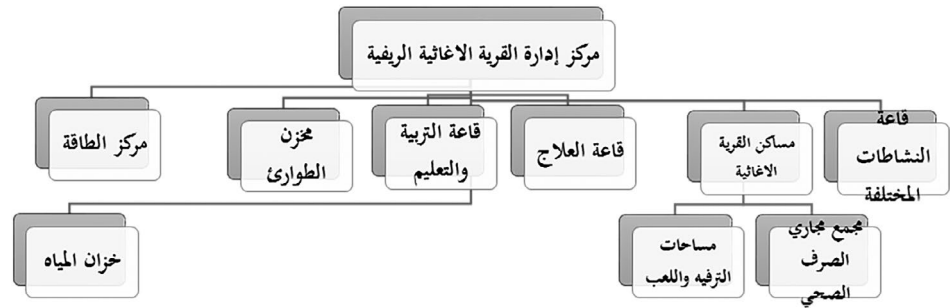 مركز إدارة القرية الاغاثية الريفية
قاعة
النشاطات
المختلفة
مساكن القرية
الاغاثية
قاعة العلاج
قاعة التربية
والتعليم
مخزن
الطوارئ
مركز الطاقة
مجمع مجاري
الصرف
الصحي
مساحات
الترفيه واللعب
خزان المياه